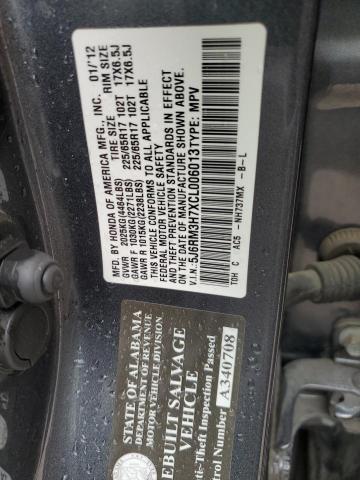 MFD. BY HONDA OF AMERICA MFG., INC. 01/12
TIRE SIZE RIM SIZE
GVWR 2025KG(4464LBS)
GAWR F 1030KG(2271LBS) 225/65R17 102T 17X6.5J
GAWR R 1015KG(2238LBS) 225/65R17 102T 17X6.5J
THIS VEHICLE CONFORMS TO ALL APPLICABLE
FEDERAL MOTOR VEHICLE SAFETY
AND THEFT PREVENTION STANDARDS IN EFFECT
ON THE DATE OF MANUFACTURE SHOWN ABOVE.
V.I.N.:5J6RM3H7XCL006013 TYPE: MPV
TOH C AC5 - NH737MX - B-L
STATE OF ALABAMA
DEPARTMENT OF REVENUE
MOTOR VEHICLE DIVISION
REBUILT SALVAGE
VEHICLE
Anti-Theft Inspection Passed
Control Number A340708